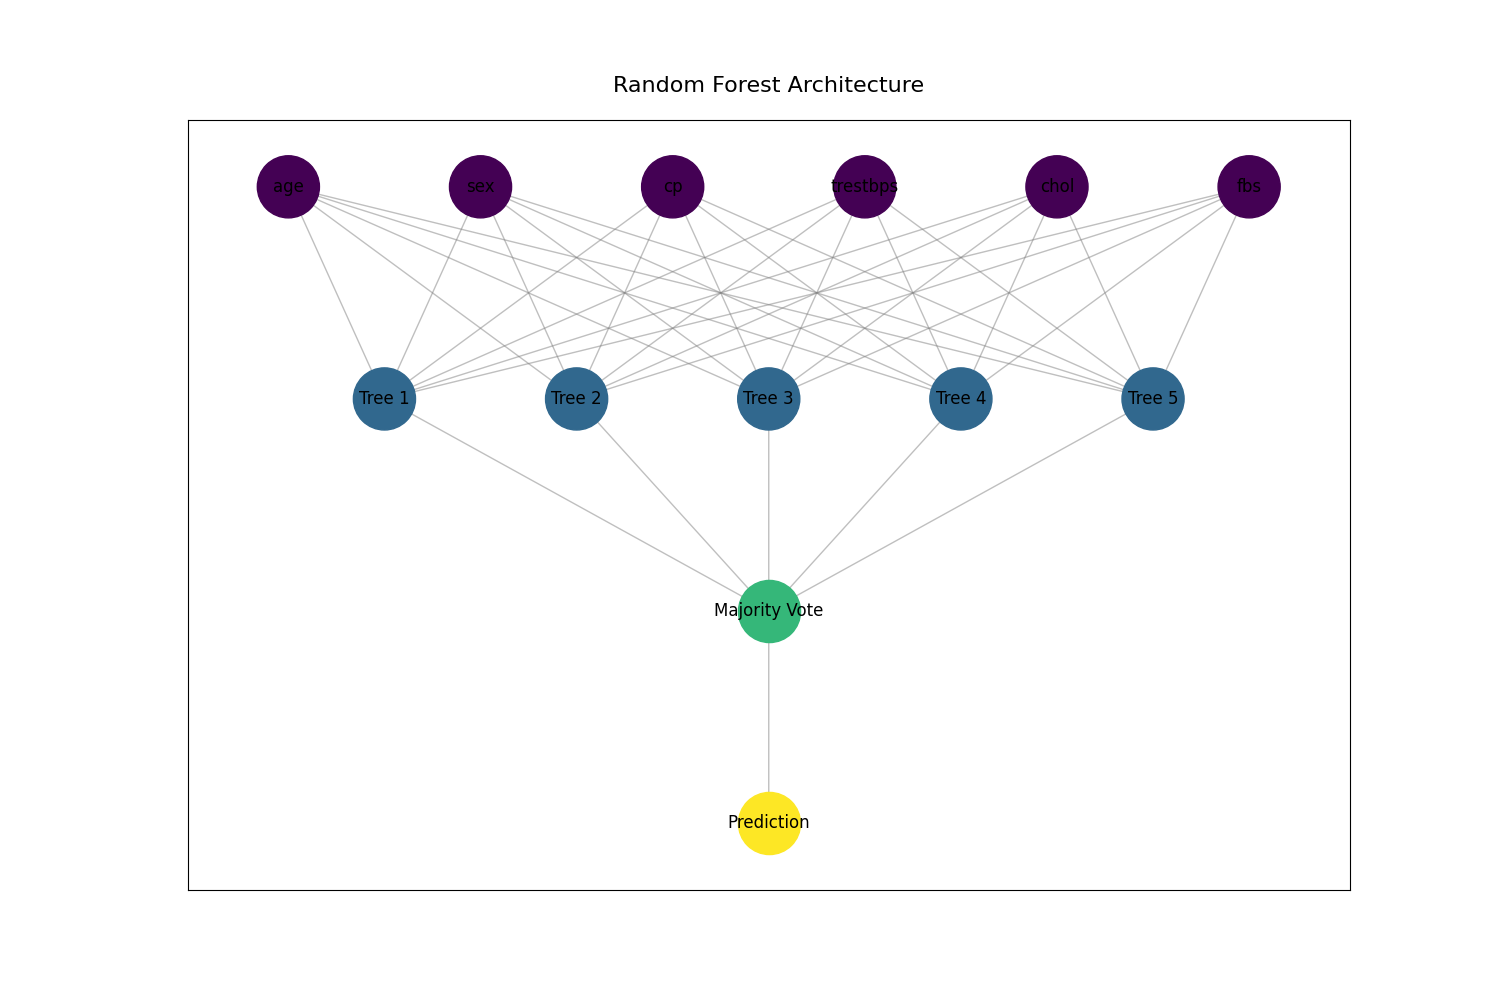 Random Forest Architecture
age sex cp trestbps chol fbs
Tree 1 Tree 2 Tree 3 Tree 4 Tree 5
Majority Vote
Prediction